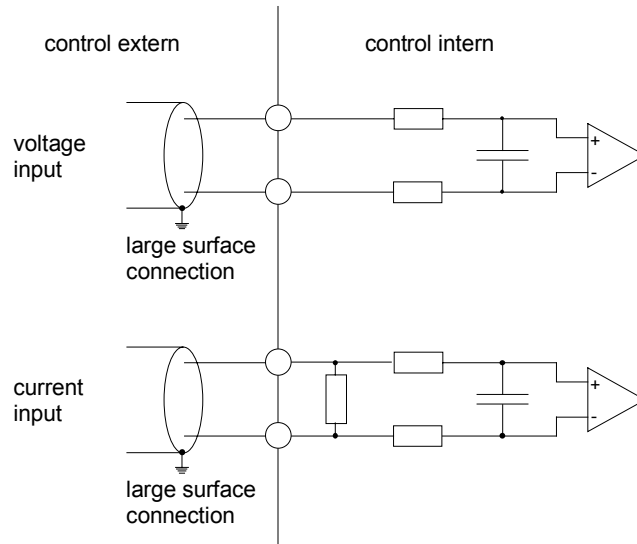 control extern
control intern
voltage
input
+
-
large surface
connection
current
input
+
-
large surface
connection